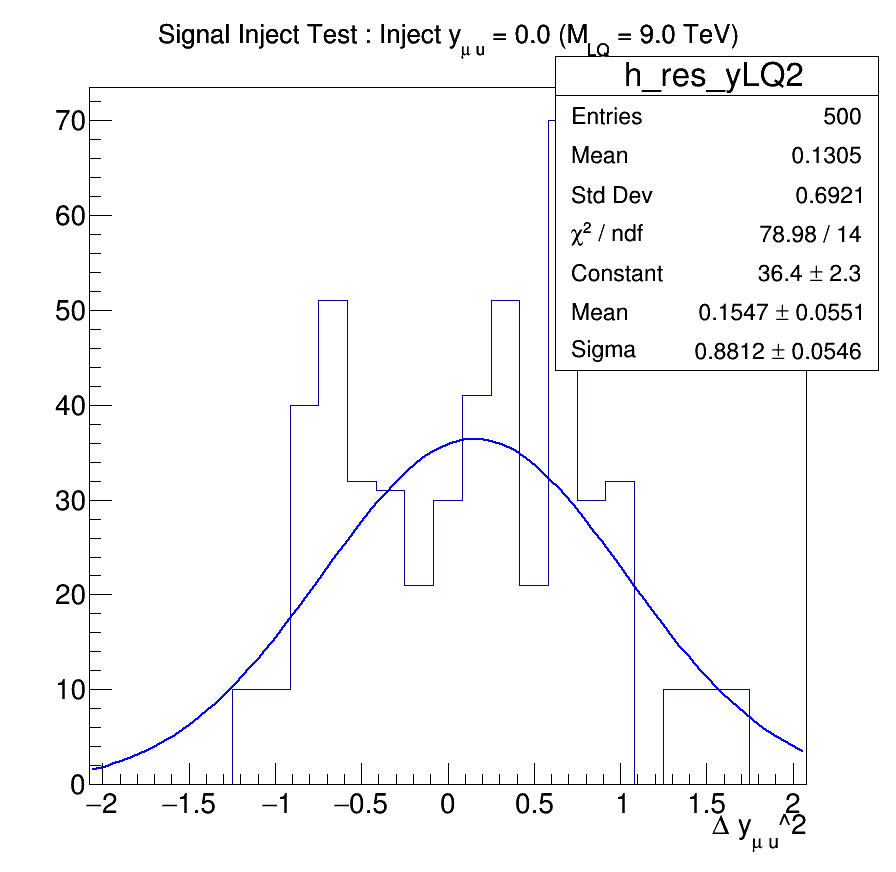 Signal Inject Test : Inject y_μ u = 0.0 (M_LQ = 9.0 TeV)
h_res_yLQ2
Entries 500
Mean 0.1305
Std Dev 0.6921
χ² / ndf 78.98 / 14
Constant 36.4 ± 2.3
Mean 0.1547 ± 0.0551
Sigma 0.8812 ± 0.0546
70
60
50
40
30
20
10
0
−2 −1.5 −1 −0.5 0 0.5 1 1.5 2
Δ y_μ u^2